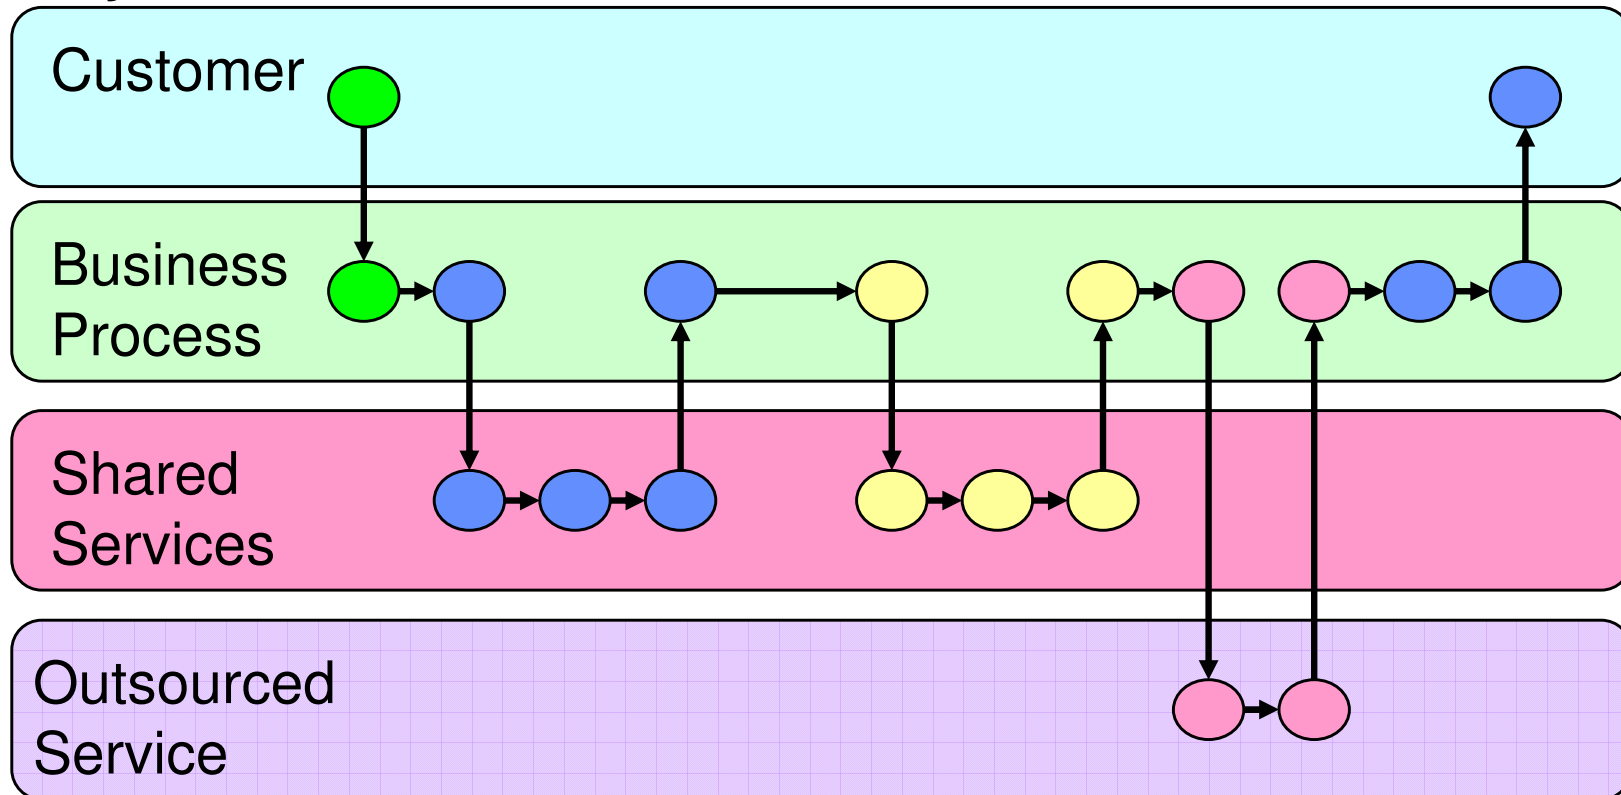 Customer
Business
Process
Shared
Services
Outsourced
Service